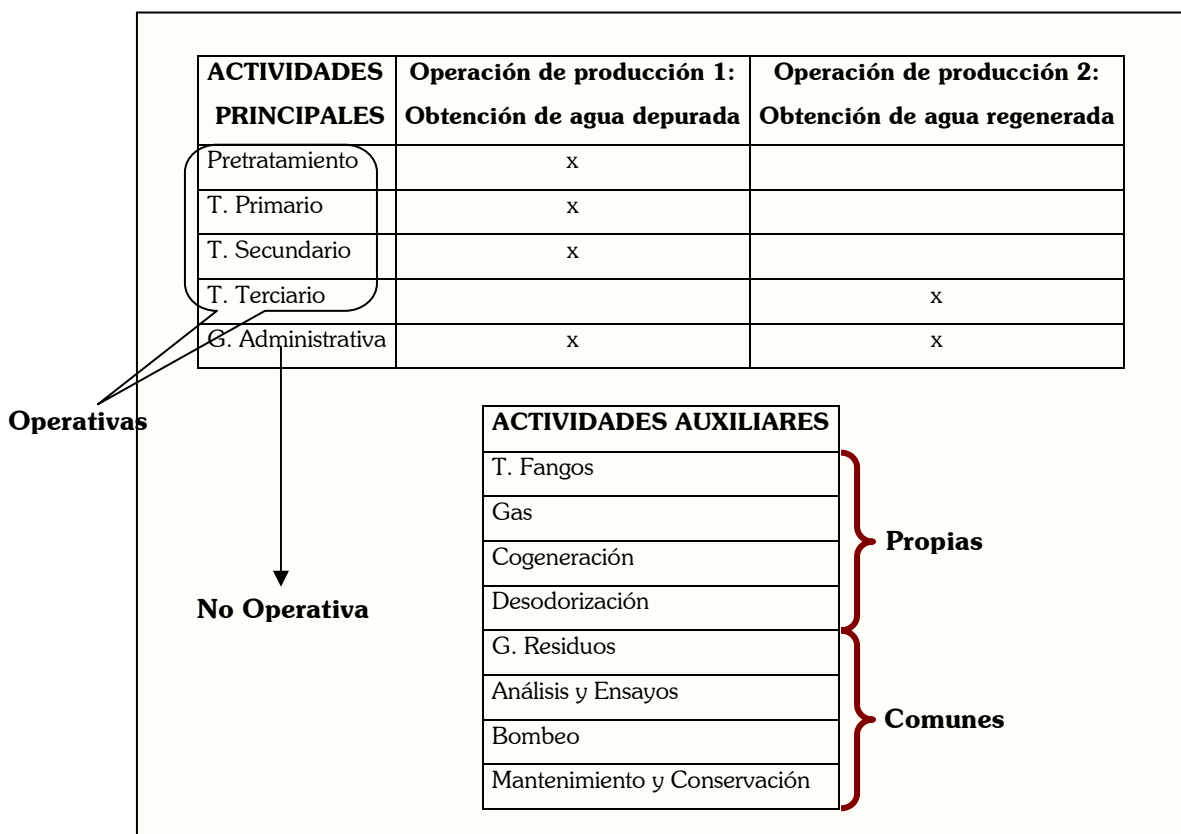 ACTIVIDADES PRINCIPALES Operación de producción 1: Obtención de agua depurada Operación de producción 2: Obtención de agua regenerada
Pretratamiento x
T. Primario x
T. Secundario x
T. Terciario x
G. Administrativa x x
Operativas
No Operativa
ACTIVIDADES AUXILIARES
T. Fangos
Gas
Cogeneración
Desodorización
Propias
G. Residuos
Análisis y Ensayos
Bombeo
Mantenimiento y Conservación
Comunes